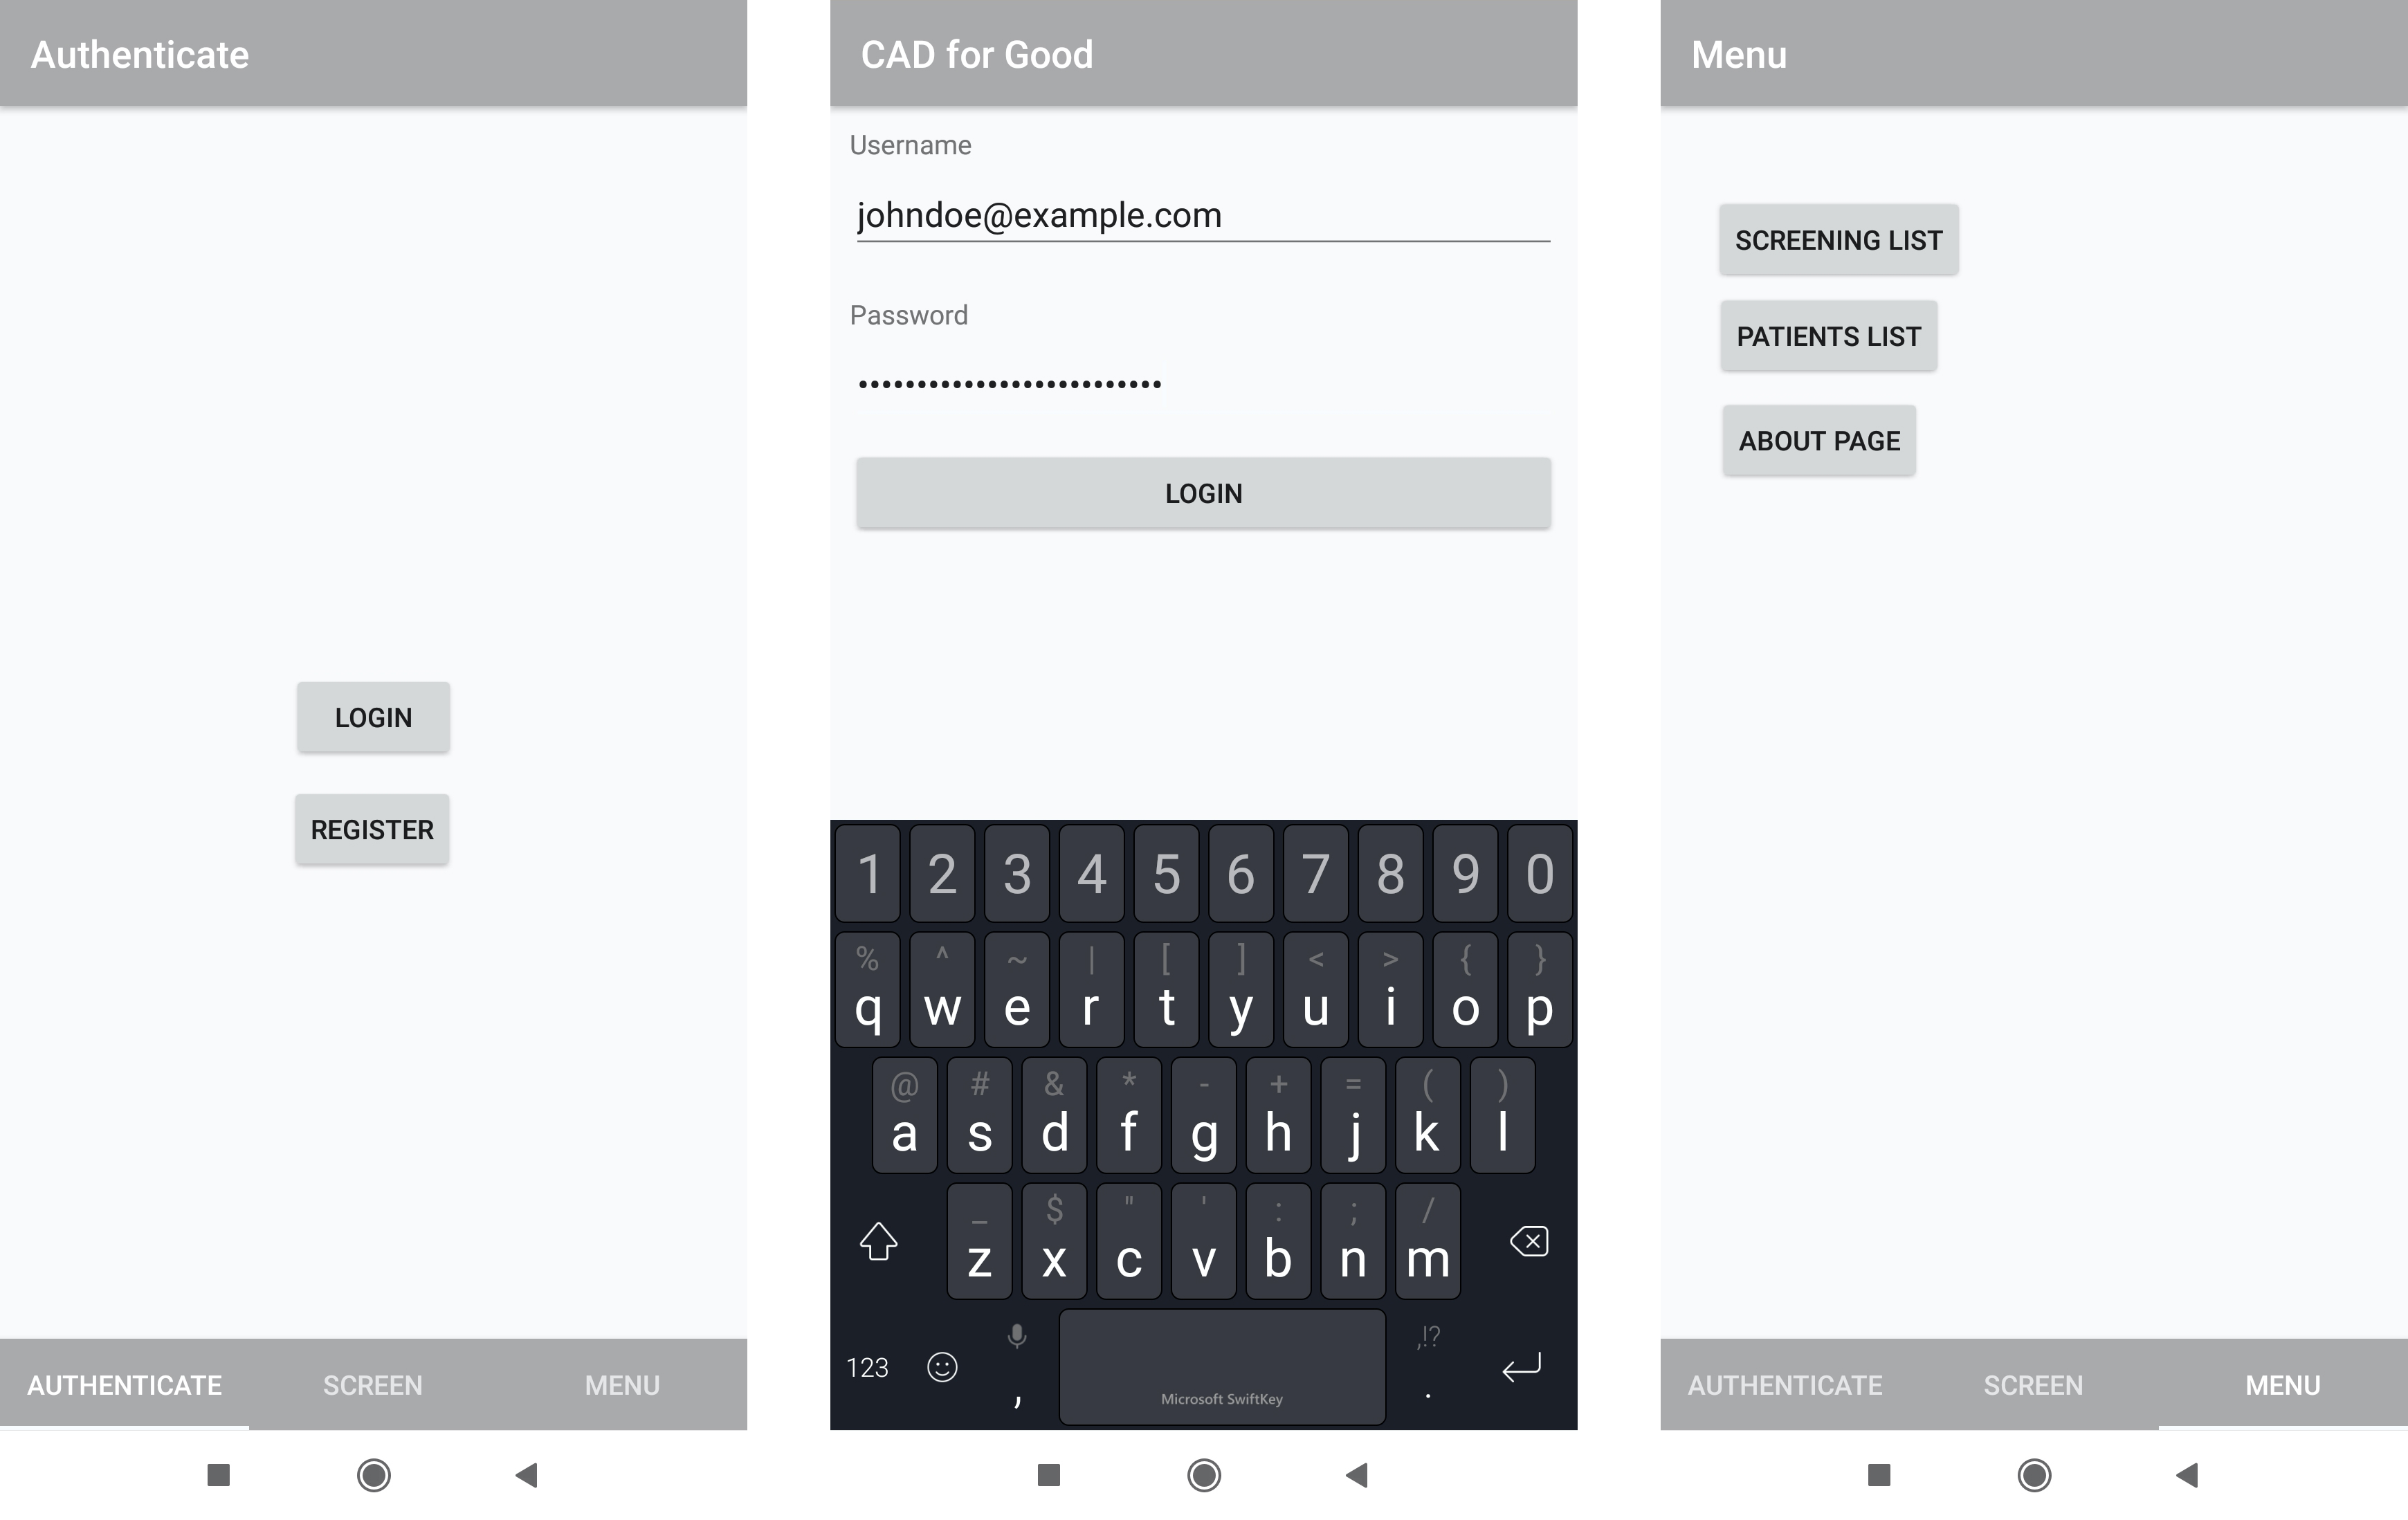 Authenticate
LOGIN
REGISTER
AUTHENTICATE SCREEN MENU
CAD for Good
Username
johndoe@example.com
Password
••••••••••••••••••••••••••
LOGIN
1 2 3 4 5 6 7 8 9 0
% ^ ~ | [ ] < > { }
q w e r t y u i o p
@ # & * - + = ( )
a s d f g h j k l
_ $ " ' : ; /
z x c v b n m
,!?
123 , Microsoft SwiftKey .
Menu
SCREENING LIST
PATIENTS LIST
ABOUT PAGE
AUTHENTICATE SCREEN MENU